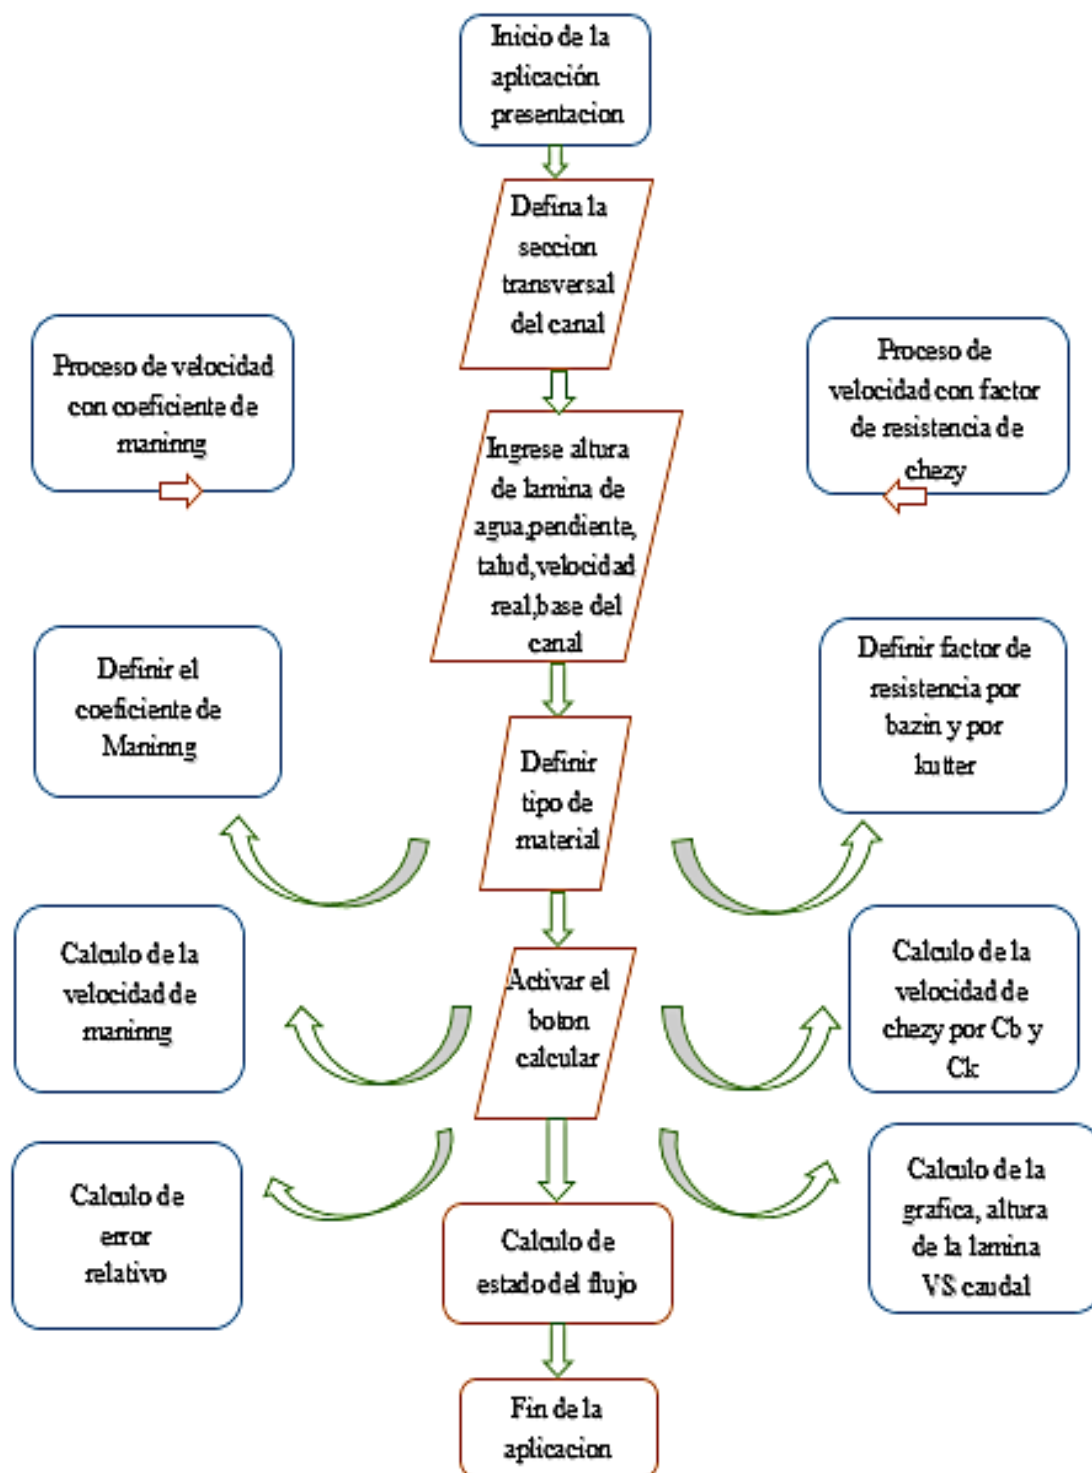 Inicio de la
aplicación
presentacion
Defina la
seccion
transversal
del canal
Proceso de velocidad
con coeficiente de
maninng
Proceso de
velocidad con factor
de resistencia de
chezy
Ingrese altura
de lamina de
agua,pendiente,
talud,velocidad
real,base del
canal
Definir el
coeficiente de
Maninng
Definir factor de
resistencia por
bazin y por
kutter
Definir
tipo de
material
Calculo de la
velocidad de
maninng
Activar el
boton
calcular
Calculo de la
velocidad de
chezy por Cb y
Ck
Calculo de
error
relativo
Calculo de
estado del flujo
Calculo de la
grafica, altura
de la lamina
VS caudal
Fin de la
aplicacion